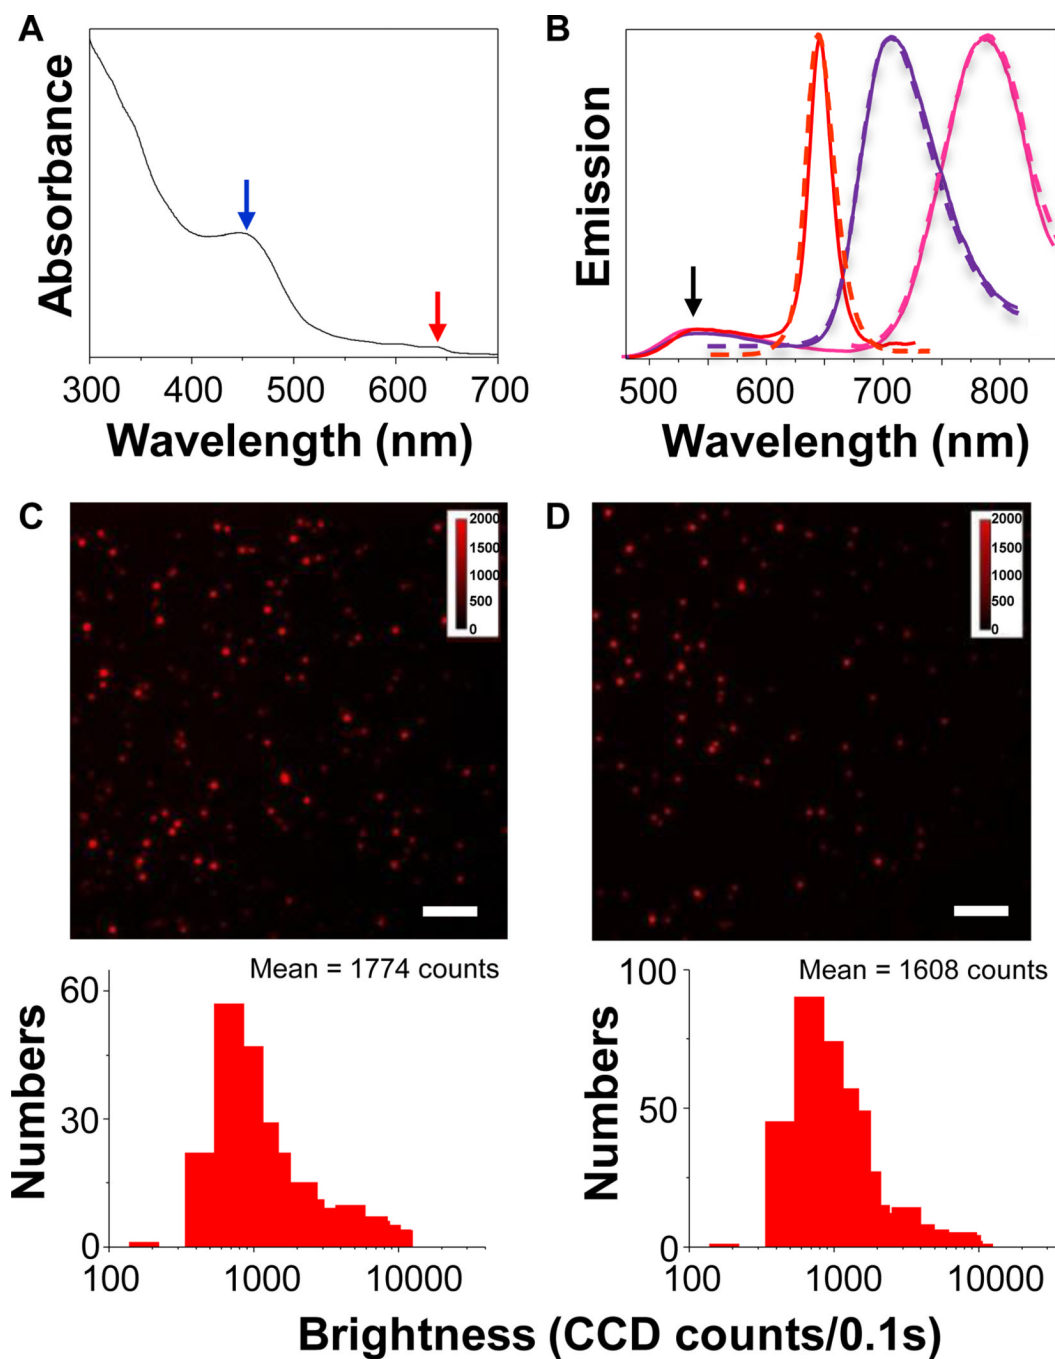 A
B
Absorbance
300 400 500 600 700
Wavelength (nm)
Emission
500 600 700 800
Wavelength (nm)
C
2000
1500
1000
500
0
D
2000
1500
1000
500
0
Mean = 1774 counts
Numbers
60
30
0
100 1000 10000
Mean = 1608 counts
Numbers
100
50
0
100 1000 10000
Brightness (CCD counts/0.1s)